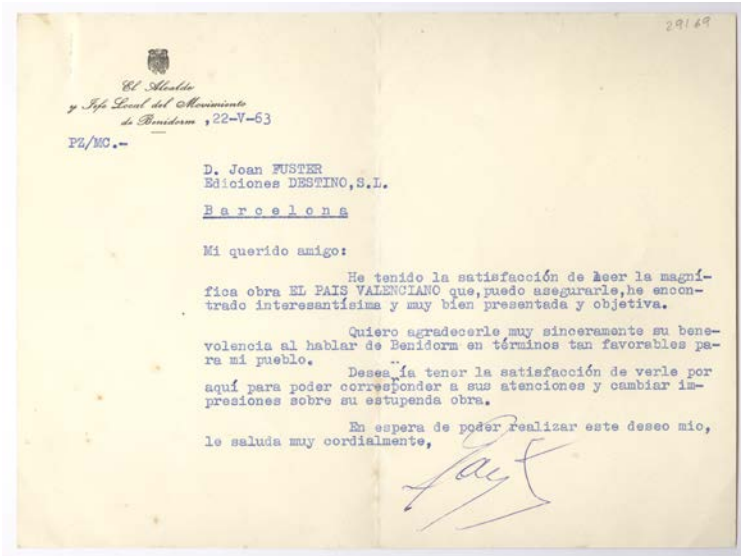 29169
El Alcalde
y Jefe Local del Movimiento
de Benidorm , 22-V-63
PZ/MC.-
D. Joan FUSTER
Ediciones DESTINO,S.L.
Barcelona
Mi querido amigo:
He tenido la satisfacción de leer la magní-
fica obra EL PAIS VALENCIANO que,puedo asegurarle,he encon-
trado interesantísima y muy bien presentada y objetiva.
Quiero agradecerle muy sinceramente su bene-
volencia al hablar de Benidorm en términos tan favorables pa-
ra mi pueblo.
Desea ía tener la satisfacción de verle por
aquí para poder corresponder a sus atenciones y cambiar im-
presiones sobre su estupenda obra.
En espera de poder realizar este deseo mio,
le saluda muy cordialmente,